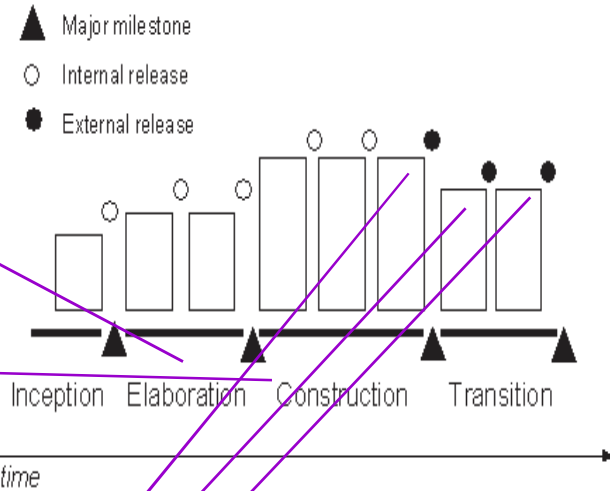 Major milestone
Internal release
External release
Inception Elaboration Construction Transition
time